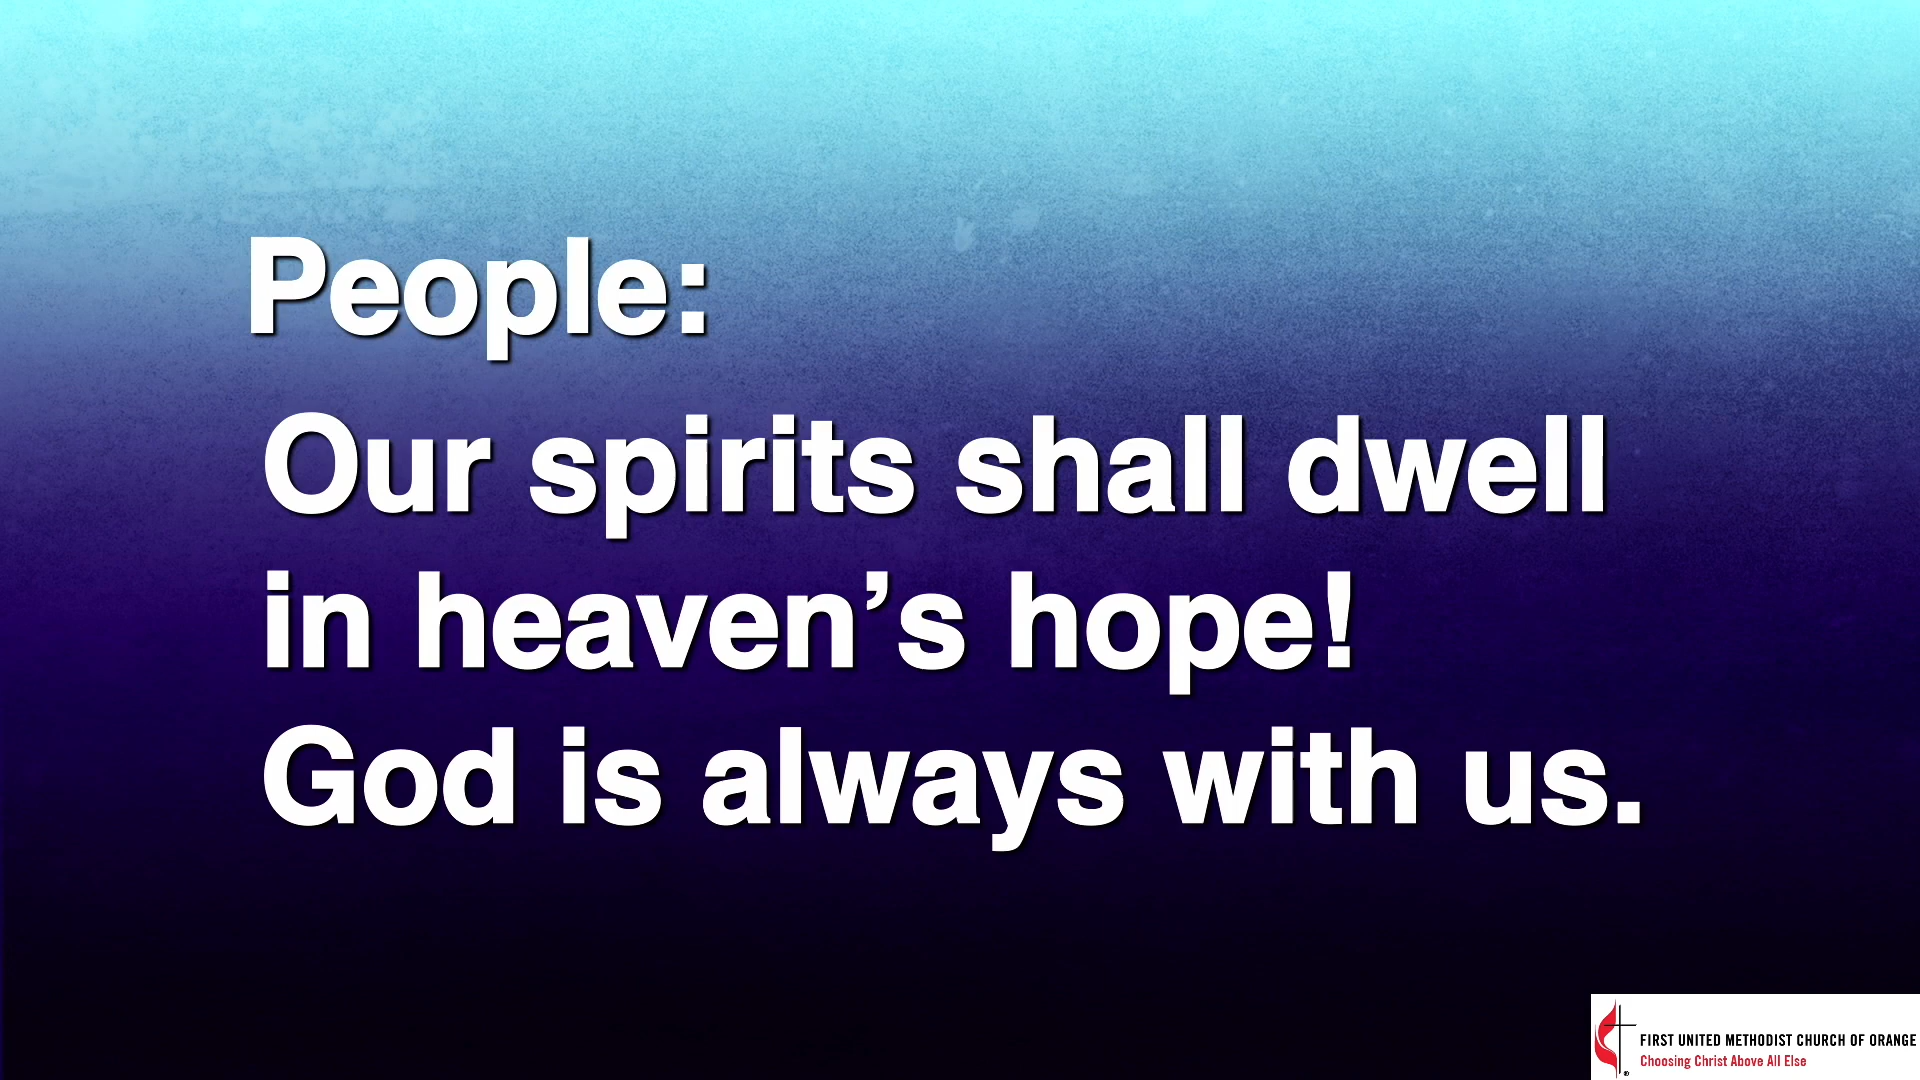 People:
Our spirits shall dwell
in heaven’s hope!
God is always with us.
FIRST UNITED METHODIST CHURCH OF ORANGE
Choosing Christ Above All Else
®